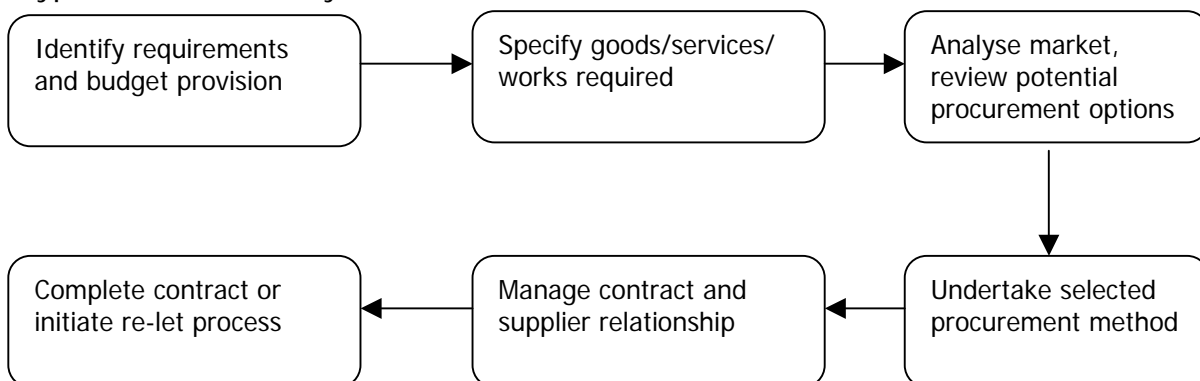 Identify requirements
and budget provision
Specify goods/services/
works required
Analyse market,
review potential
procurement options
Undertake selected
procurement method
Manage contract and
supplier relationship
Complete contract or
initiate re-let process